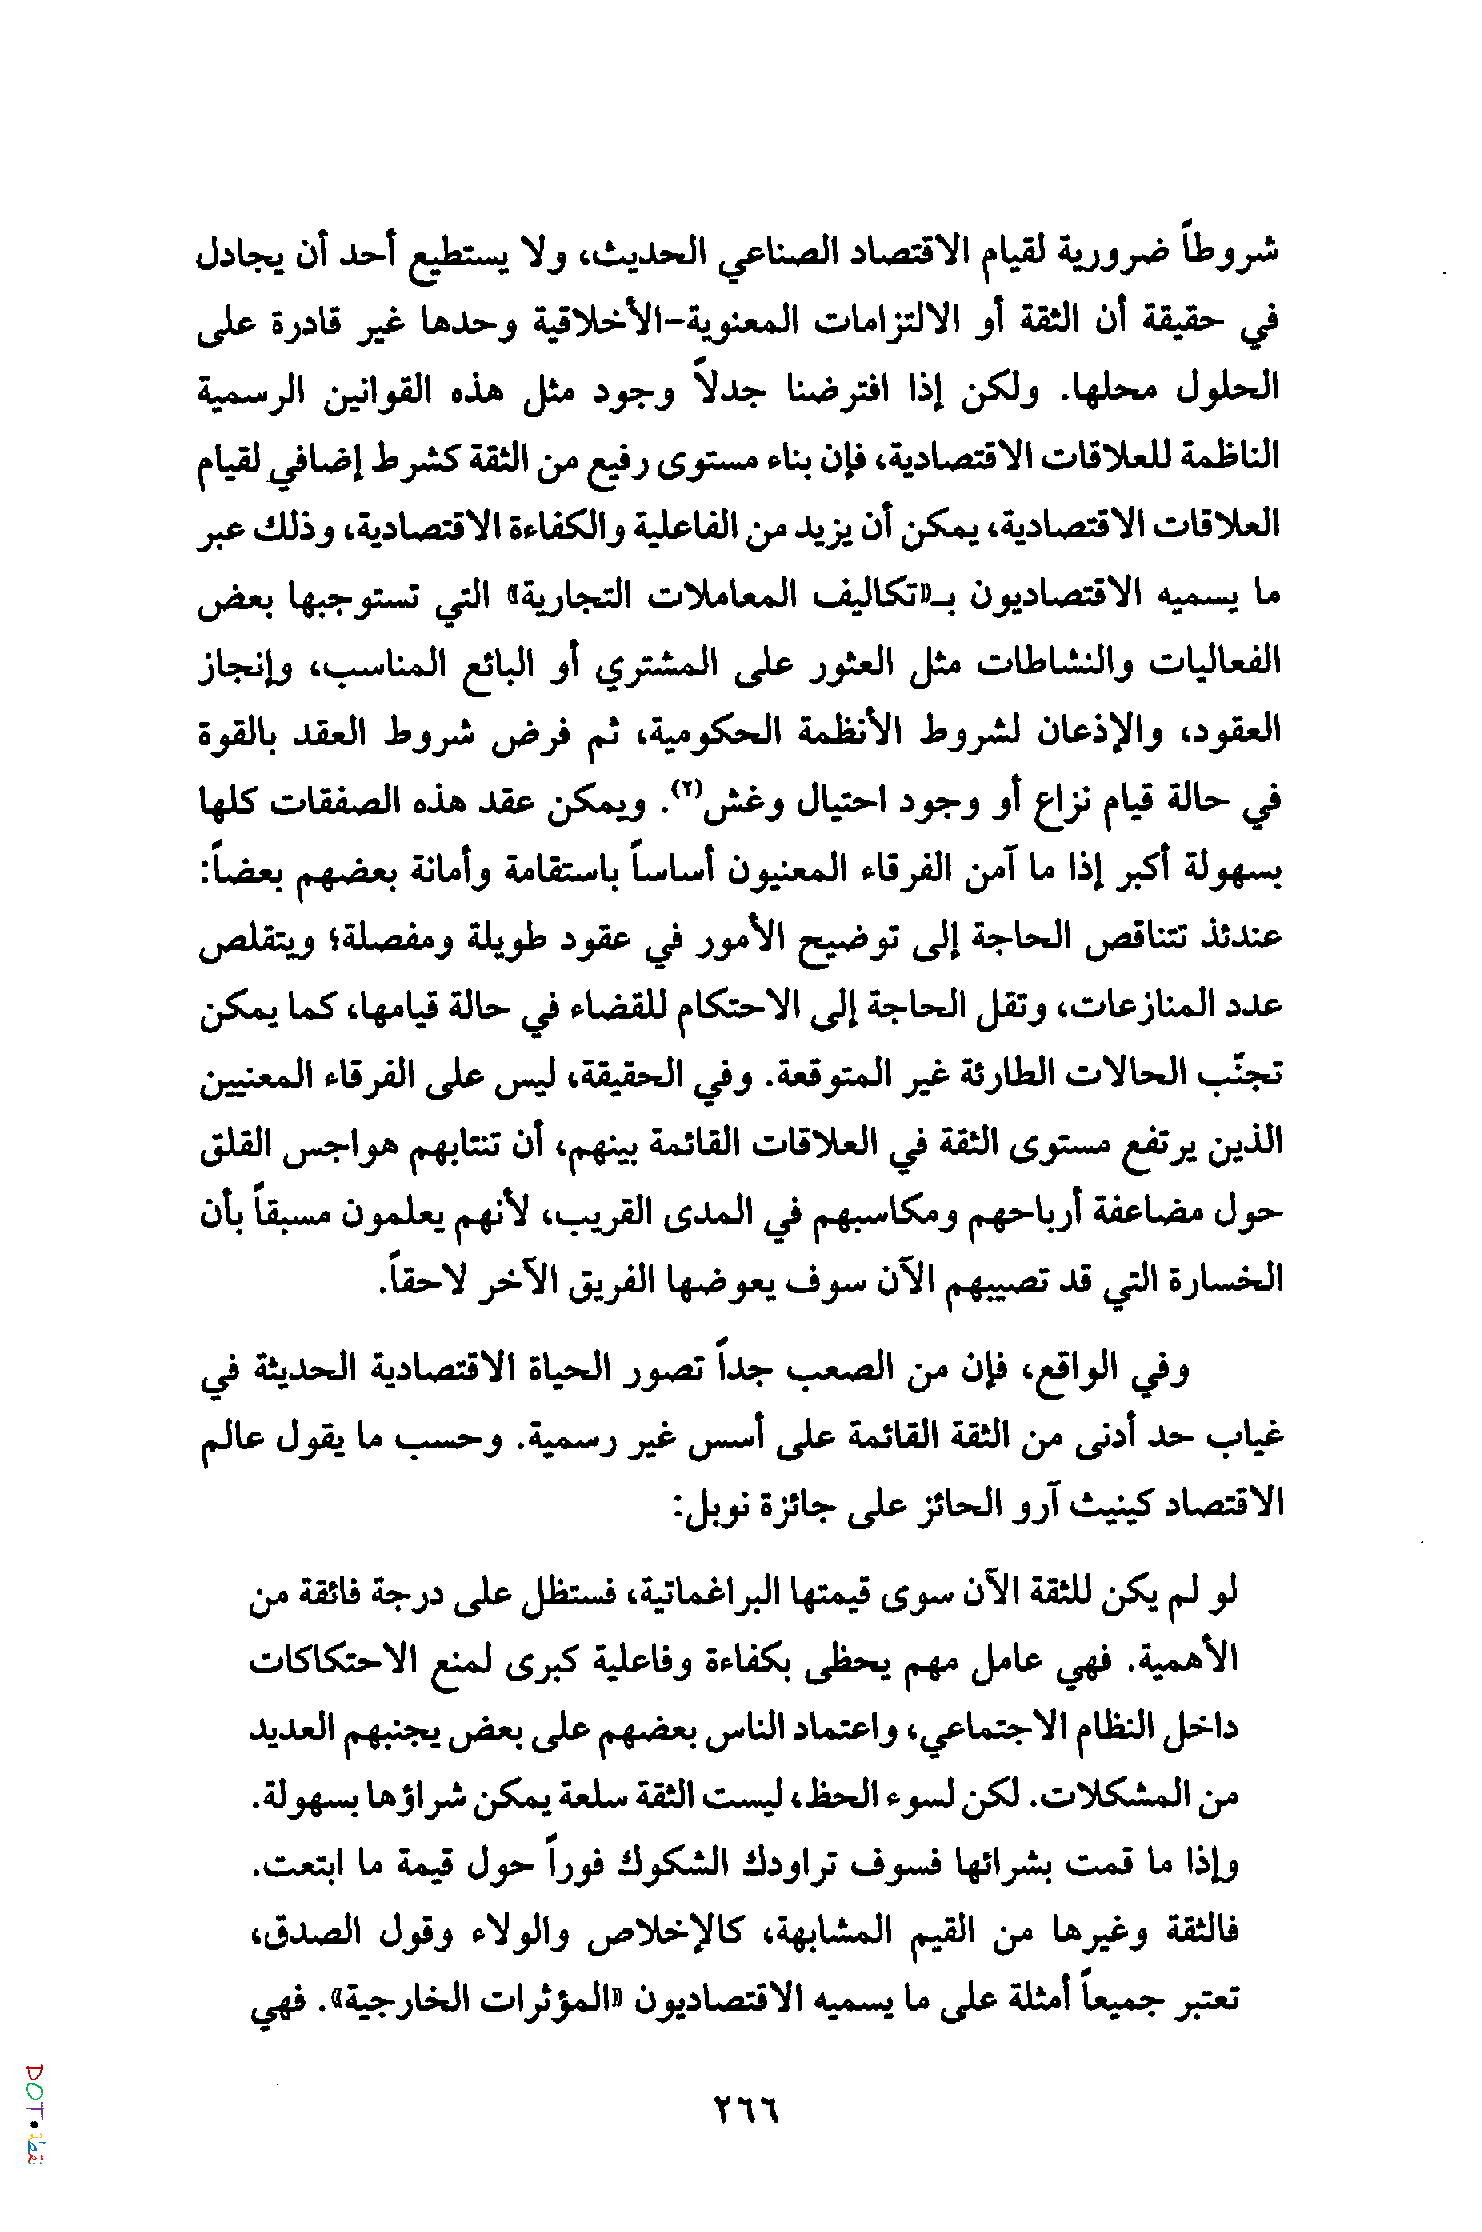 شروطاً ضرورية لقيام الاقتصاد الصناعي الحديث، ولا يستطيع أحد أن يجادل
في حقيقة أن الثقة أو الالتزامات المعنوية-الأخلاقية وحدها غير قادرة على
الحلول محلها. ولكن إذا افترضنا جدلاً وجود مثل هذه القوانين الرسمية
الناظمة للعلاقات الاقتصادية، فإن بناء مستوى رفيع من الثقة كشرط إضافي لقيام
العلاقات الاقتصادية، يمكن أن يزيد من الفاعلية والكفاءة الاقتصادية، وذلك عبر
ما يسميه الاقتصاديون بـ«تكاليف المعاملات التجارية» التي تستوجبها بعض
الفعاليات والنشاطات مثل العثور على المشتري أو البائع المناسب، وإنجاز
العقود، والإذعان لشروط الأنظمة الحكومية، ثم فرض شروط العقد بالقوة
في حالة قيام نزاع أو وجود احتيال وغش(٢). ويمكن عقد هذه الصفقات كلها
بسهولة أكبر إذا ما آمن الفرقاء المعنيون أساساً باستقامة وأمانة بعضهم بعضاً:
عندئذ تتناقص الحاجة إلى توضيح الأمور في عقود طويلة ومفصلة؛ ويتقلص
عدد المنازعات، وتقل الحاجة إلى الاحتكام للقضاء في حالة قيامها، كما يمكن
تجنّب الحالات الطارئة غير المتوقعة. وفي الحقيقة، ليس على الفرقاء المعنيين
الذين يرتفع مستوى الثقة في العلاقات القائمة بينهم، أن تنتابهم هواجس القلق
حول مضاعفة أرباحهم ومكاسبهم في المدى القريب، لأنهم يعلمون مسبقاً بأن
الخسارة التي قد تصيبهم الآن سوف يعوضها الفريق الآخر لاحقاً.
وفي الواقع، فإن من الصعب جداً تصور الحياة الاقتصادية الحديثة في
غياب حد أدنى من الثقة القائمة على أسس غير رسمية. وحسب ما يقول عالم
الاقتصاد كينيث آرو الحائز على جائزة نوبل:
لو لم يكن للثقة الآن سوى قيمتها البراغماتية، فستظل على درجة فائقة من
الأهمية. فهي عامل مهم يحظى بكفاءة وفاعلية كبرى لمنع الاحتكاكات
داخل النظام الاجتماعي، واعتماد الناس بعضهم على بعض يجنبهم العديد
من المشكلات. لكن لسوء الحظ، ليست الثقة سلعة يمكن شراؤها بسهولة.
وإذا ما قمت بشرائها فسوف تراودك الشكوك فوراً حول قيمة ما ابتعت.
فالثقة وغيرها من القيم المشابهة، كالإخلاص والولاء وقول الصدق،
تعتبر جميعاً أمثلة على ما يسميه الاقتصاديون «المؤثرات الخارجية». فهي
٢٦٦
DOT.نقطة